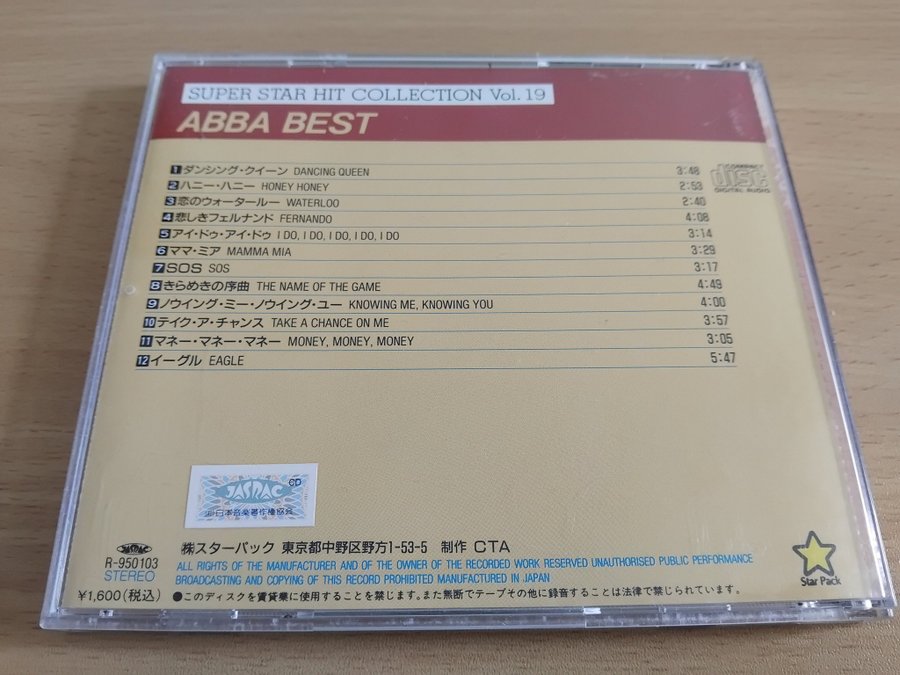 SUPER STAR HIT COLLECTION Vol. 19
ABBA BEST
1 ダンシング・クイーン DANCING QUEEN 3:48
2 ハニー・ハニー HONEY HONEY 2:53
3 恋のウォータールー WATERLOO 2:40
4 悲しきフェルナンド FERNANDO 4:08
5 アイ・ドゥ・アイ・ドゥ I DO, I DO, I DO, I DO, I DO 3:14
6 ママ・ミア MAMMA MIA 3:29
7 SOS SOS 3:17
8 きらめきの序曲 THE NAME OF THE GAME 4:49
9 ノウイング・ミー・ノウイング・ユー KNOWING ME, KNOWING YOU 4:00
10 テイク・ア・チャンス TAKE A CHANCE ON ME 3:57
11 マネー・マネー・マネー MONEY, MONEY, MONEY 3:05
12 イーグル EAGLE 5:47
COMPACT
disc
DIGITAL AUDIO
CD
JASRAC
(社)日本音楽著作権協会
JASRAC
R-950103
STEREO
¥1,600(税込)
㈱スターパック 東京都中野区野方1-53-5 制作 CTA
ALL RIGHTS OF THE MANUFACTURER AND OF THE OWNER OF THE RECORDED WORK RESERVED UNAUTHORISED PUBLIC PERFORMANCE
BROADCASTING AND COPYING OF THIS RECORD PROHIBITED MANUFACTURED IN JAPAN
●このディスクを賃貸業に使用することを禁じます。また無断でテープその他に録音することは法律で禁じられています。
Star Pack